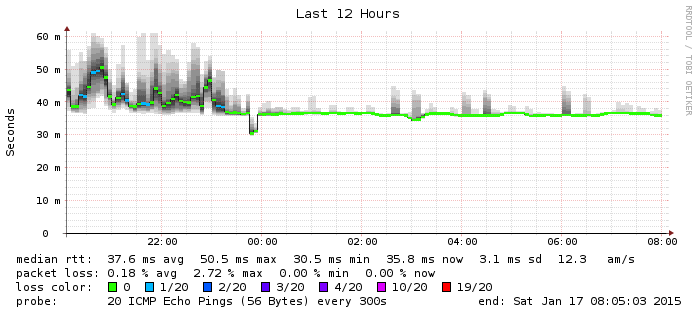 Last 12 Hours
RRDTOOL / TOBI OETIKER
Seconds
60 m
50 m
40 m
30 m
20 m
10 m
0
22:00 00:00 02:00 04:00 06:00 08:00
median rtt: 37.6 ms avg 50.5 ms max 30.5 ms min 35.8 ms now 3.1 ms sd 12.3 am/s
packet loss: 0.18 % avg 2.72 % max 0.00 % min 0.00 % now
loss color: 0 1/20 2/20 3/20 4/20 10/20 19/20
probe: 20 ICMP Echo Pings (56 Bytes) every 300s end: Sat Jan 17 08:05:03 2015